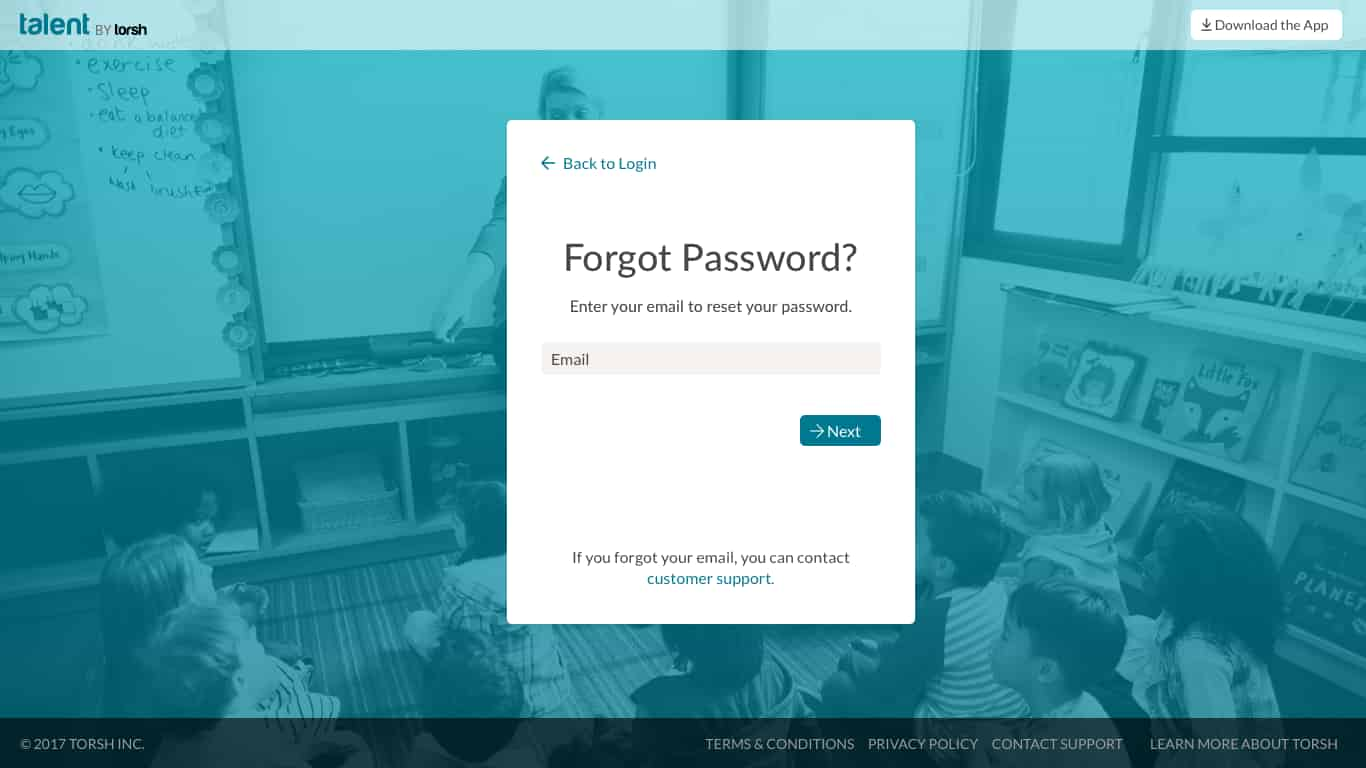 talent BY torsh
Download the App
exercise
Sleep
eat a balance
diet
keep clean
Back to Login
Forgot Password?
Enter your email to reset your password.
Email
Next
If you forgot your email, you can contact
customer support.
Little Fox
PLANET
© 2017 TORSH INC.
TERMS & CONDITIONS PRIVACY POLICY CONTACT SUPPORT LEARN MORE ABOUT TORSH